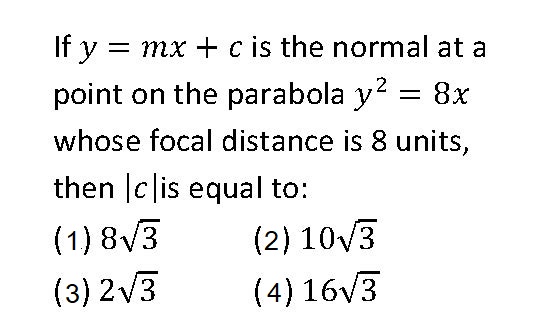 If y = mx + c is the normal at a
point on the parabola y² = 8x
whose focal distance is 8 units,
then |c|is equal to:
(1) 8√3 (2) 10√3
(3) 2√3 (4) 16√3